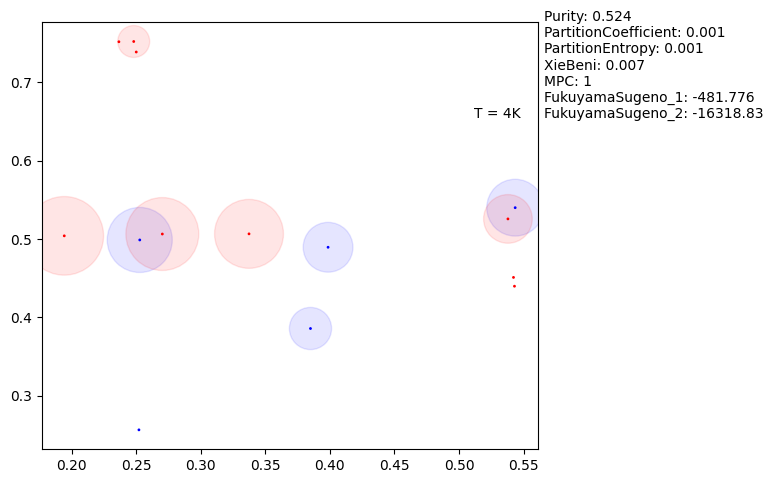 Purity: 0.524
PartitionCoefficient: 0.001
PartitionEntropy: 0.001
XieBeni: 0.007
MPC: 1
FukuyamaSugeno_1: -481.776
FukuyamaSugeno_2: -16318.83
T = 4K
0.7
0.6
0.5
0.4
0.3
0.20 0.25 0.30 0.35 0.40 0.45 0.50 0.55